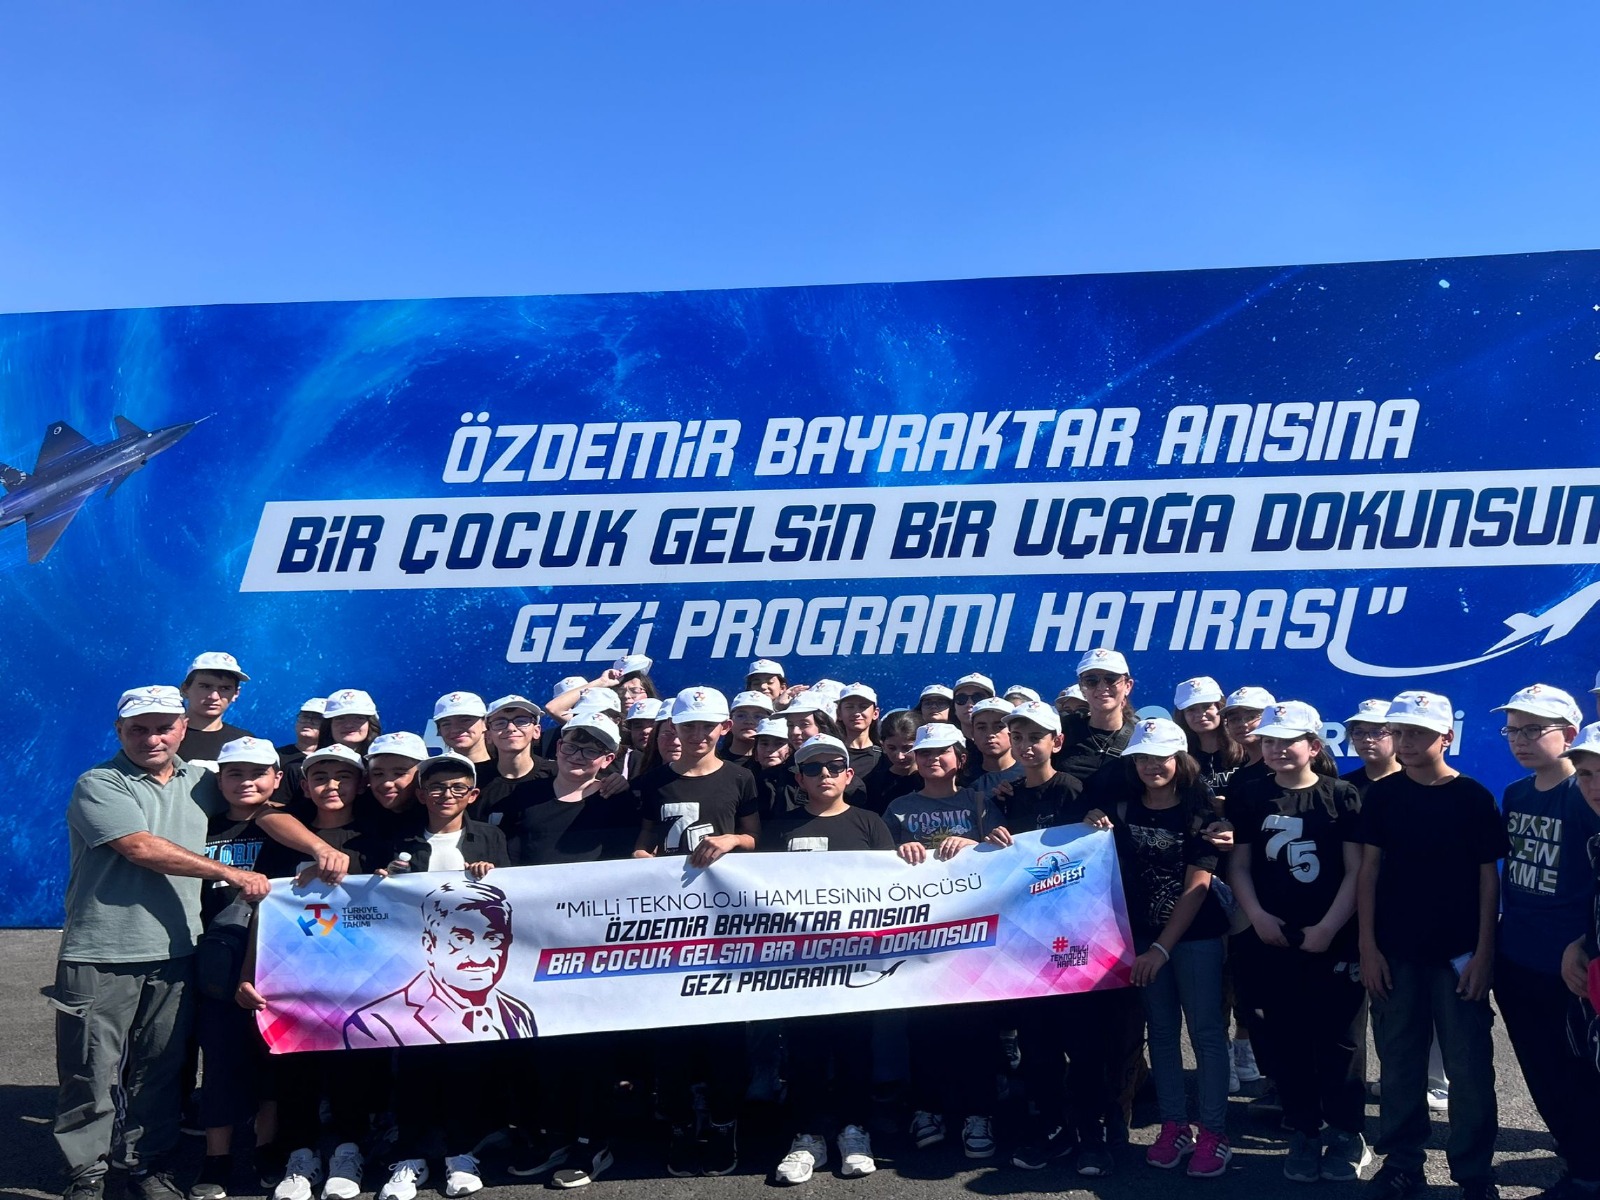 ÖZDEMİR BAYRAKTAR ANISINA
BİR ÇOCUK GELSİN BİR UÇAĞA DOKUNSUN
GEZİ PROGRAMI HATIRASI"
TÜRKİYE
TEKNOLOJİ
TAKIMI
"MİLLİ TEKNOLOJİ HAMLESİNİN ÖNCÜSÜ
ÖZDEMİR BAYRAKTAR ANISINA
BİR ÇOCUK GELSİN BİR UÇAĞA DOKUNSUN
GEZİ PROGRAMI"
TEKNOFEST
#MİLLİ
TEKNOLOJİ
HAMLESİ
75
COSMIC
75